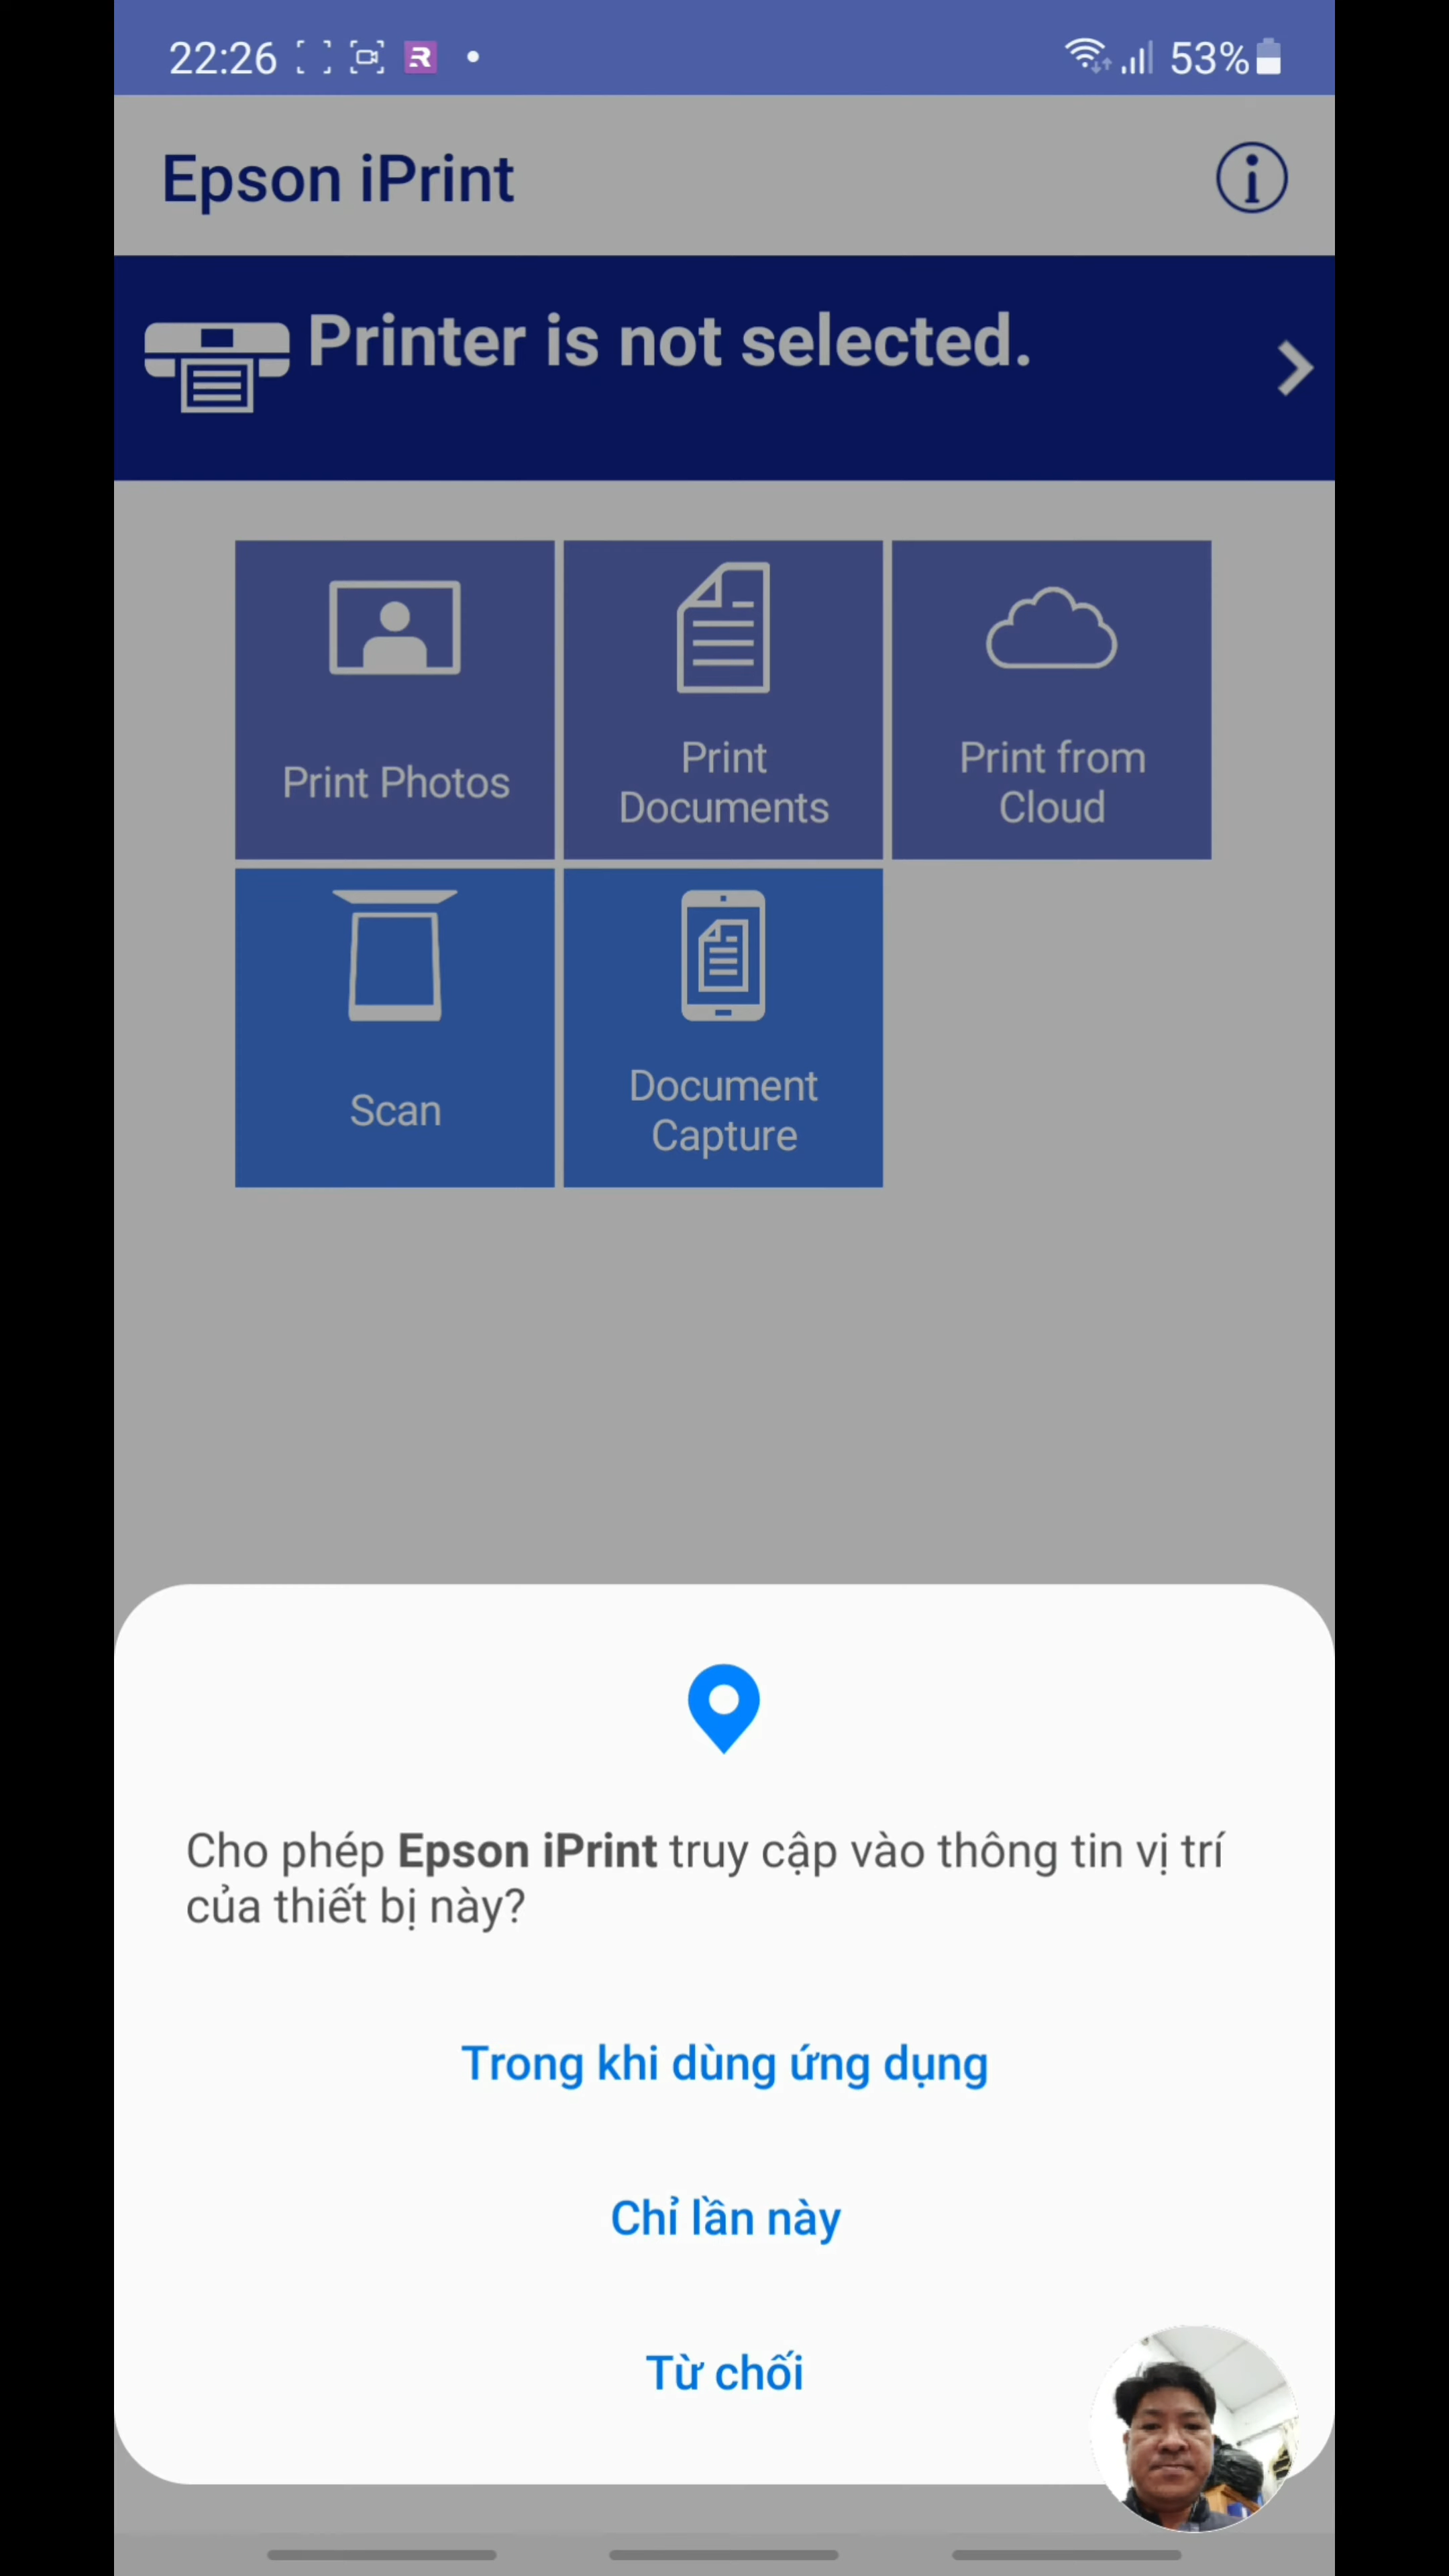 22:26
R
53%
Epson iPrint
Printer is not selected.
Print Photos
Print
Documents
Print from
Cloud
Scan
Document
Capture
Cho phép Epson iPrint truy cập vào thông tin vị trí
của thiết bị này?
Trong khi dùng ứng dụng
Chỉ lần này
Từ chối